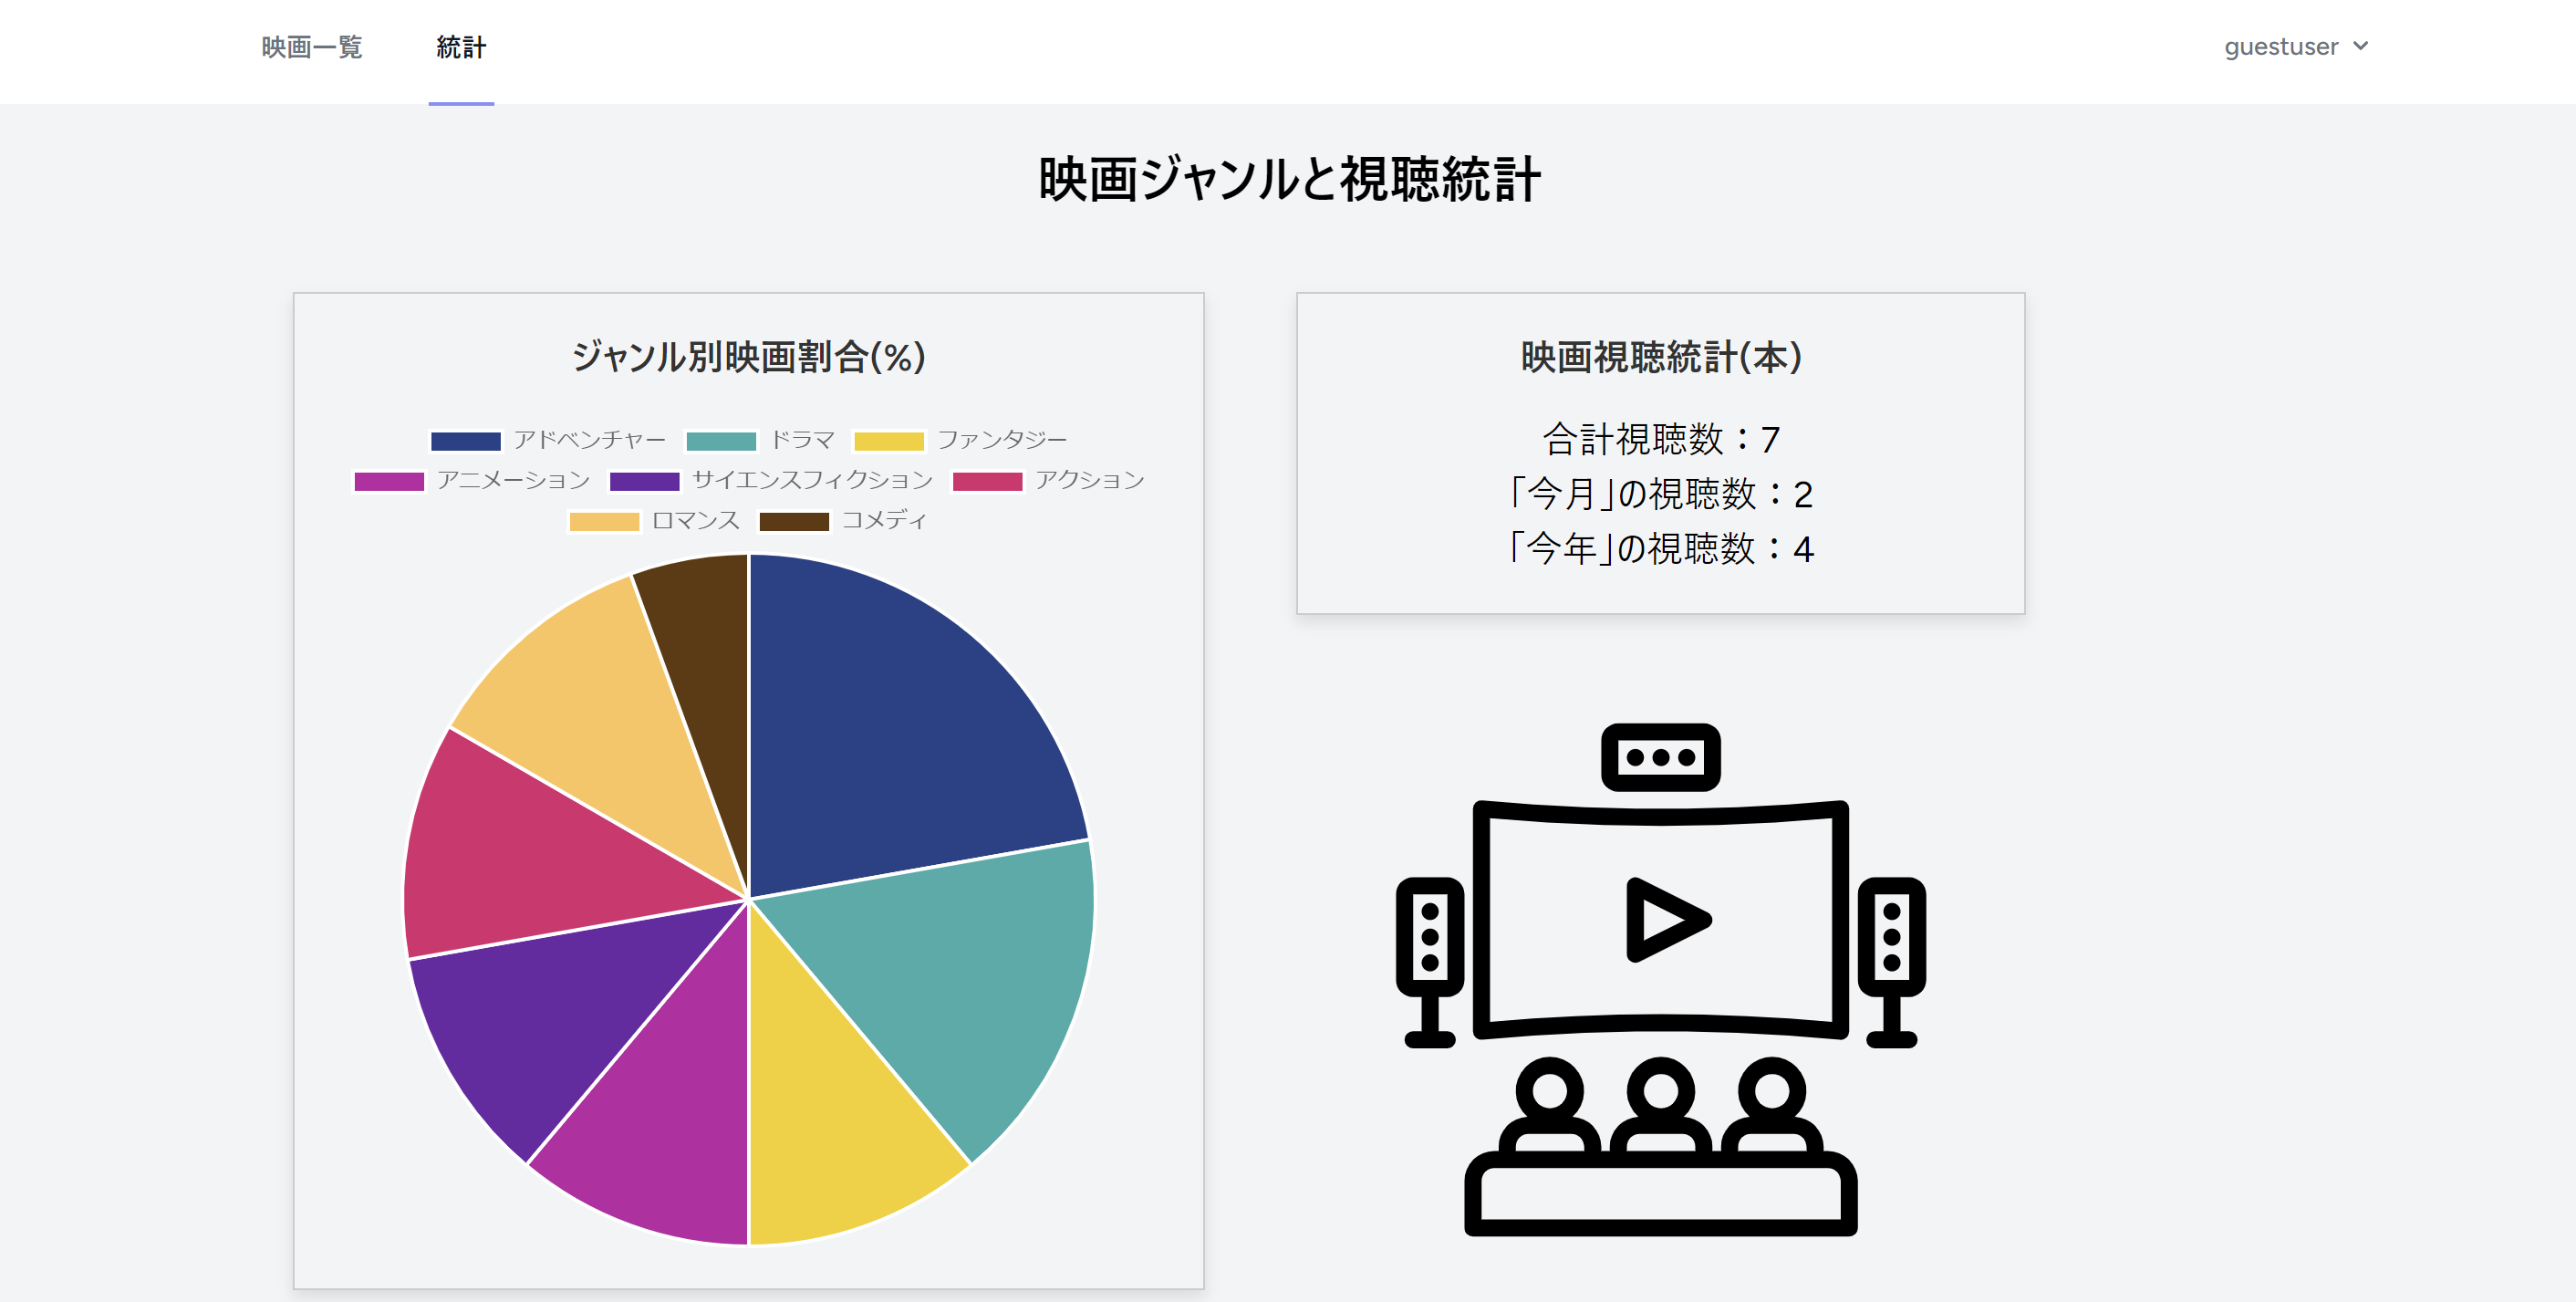 映画一覧 統計 guestuser
映画ジャンルと視聴統計
ジャンル別映画割合(%)
アドベンチャー ドラマ ファンタジー
アニメーション サイエンスフィクション アクション
ロマンス コメディ
映画視聴統計(本)
合計視聴数：7
「今月」の視聴数：2
「今年」の視聴数：4